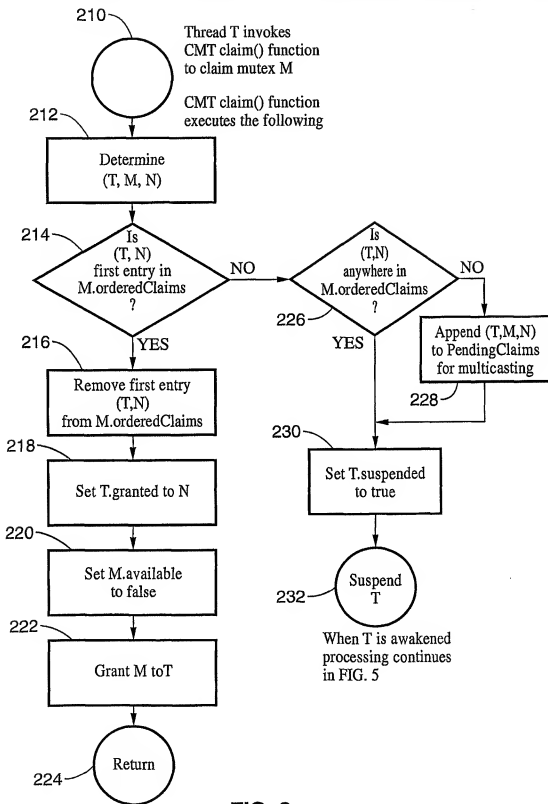 210
Thread T invokes
CMT claim() function
to claim mutex M
CMT claim() function
executes the following
212
Determine
(T, M, N)
214
Is
(T, N)
first entry in
M.orderedClaims
?
NO
YES
Is
(T,N)
anywhere in
M.orderedClaims
?
226
NO
YES
Append (T,M,N)
to PendingClaims
for multicasting
228
216
Remove first entry
(T,N)
from M.orderedClaims
218
Set T.granted to N
230
Set T.suspended
to true
220
Set M.available
to false
232
Suspend
T
When T is awakened
processing continues
in FIG. 5
222
Grant M toT
224
Return